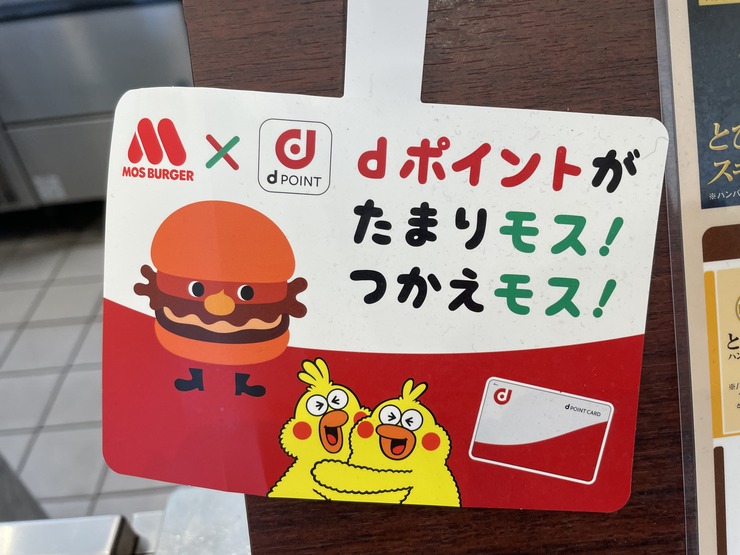 MOS BURGER
×
d
d POINT
dポイントが
たまりモス!
つかえモス!
d
d POINT CARD